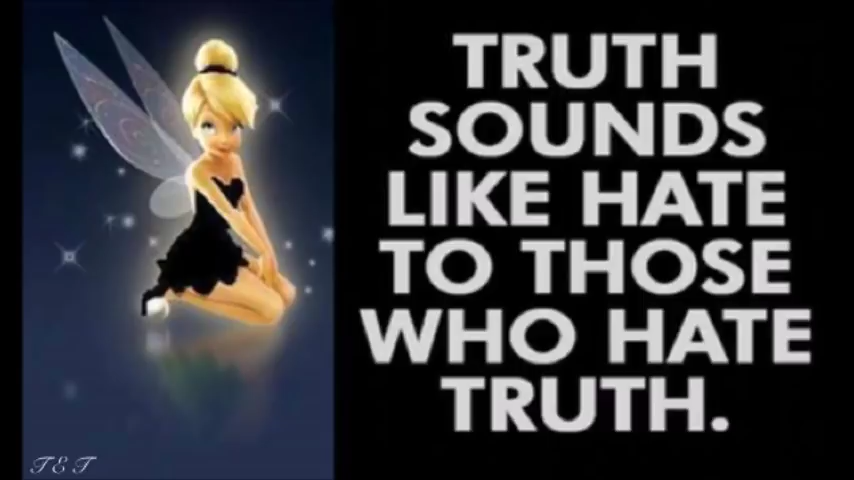 TRUTH
SOUNDS
LIKE HATE
TO THOSE
WHO HATE
TRUTH.
T&T